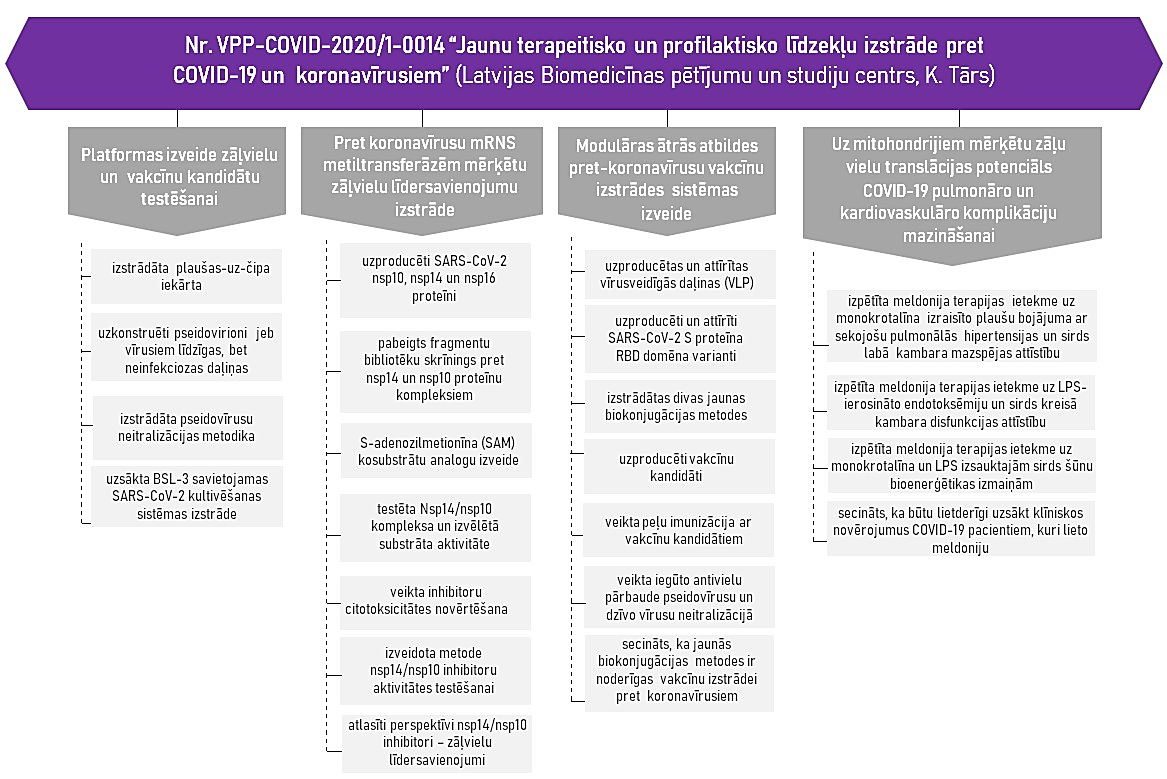 Nr. VPP-COVID-2020/1-0014 “Jaunu terapeitisko un profilaktisko līdzekļu izstrāde pret
COVID-19 un koronavīrusiem” (Latvijas Biomedicīnas pētījumu un studiju centrs, K. Tārs)
Platformas izveide zāļvielu
un vakcīnu kandidātu
testēšanai
izstrādāta plaušas-uz-čipa
iekārta
uzkonstruēti pseidovirioni jeb
vīrusiem līdzīgas, bet
neinfekciozas daļiņas
izstrādāta pseidovīrusu
neitralizācijas metodika
uzsākta BSL-3 savietojamas
SARS-CoV-2 kultivēšanas
sistēmas izstrāde
Pret koronavīrusu mRNS
metiltransferāzēm mērķētu
zāļvielu līdersavienojumu
izstrāde
uzproducēti SARS-CoV-2
nsp10, nsp14 un nsp16
proteīni
pabeigts fragmentu
bibliotēku skrīnings pret
nsp14 un nsp10 proteīnu
kompleksiem
S-adenozilmetionīna (SAM)
kosubstrātu analogu izveide
testēta Nsp14/nsp10
kompleksa un izvēlētā
substrāta aktivitāte
veikta inhibitoru
citotoksicitātes novērtēšana
izveidota metode
nsp14/nsp10 inhibitoru
aktivitātes testēšanai
atlasīti perspektīvi nsp14/nsp10
inhibitori – zāļvielu
līdersavienojumi
Modulāras ātrās atbildes
pret-koronavīrusu vakcīnu
izstrādes sistēmas
izveide
uzproducētas un attīrītas
vīrusveidīgās daļiņas (VLP)
uzproducēti un attīrīti
SARS-CoV-2 S proteīna
RBD domēna varianti
izstrādātas divas jaunas
biokonjugācijas metodes
uzproducēti vakcīnu
kandidāti
veikta peļu imunizācija ar
vakcīnu kandidātiem
veikta iegūto antivielu
pārbaude pseidovīrusu un
dzīvo vīrusu neitralizācijā
secināts, ka jaunās
biokonjugācijas metodes ir
noderīgas vakcīnu izstrādei
pret koronavīrusiem
Uz mitohondrijiem mērķētu zāļu
vielu translācijas potenciāls
COVID-19 pulmonāro un
kardiovaskulāro komplikāciju
mazināšanai
izpētīta meldonija terapijas ietekme uz
monokrotalīna izraisīto plaušu bojājuma ar
sekojošu pulmonālās hipertensijas un sirds
labā kambara mazspējas attīstību
izpētīta meldonija terapijas ietekme uz LPS-
ierosināto endotoksēmiju un sirds kreisā
kambara disfunkcijas attīstību
izpētīta meldonija terapijas ietekme uz
monokrotalīna un LPS izsauktajām sirds šūnu
bioenerģētikas izmaiņām
secināts, ka būtu lietderīgi uzsākt klīniskos
novērojumus COVID-19 pacientiem, kuri lieto
meldoniju